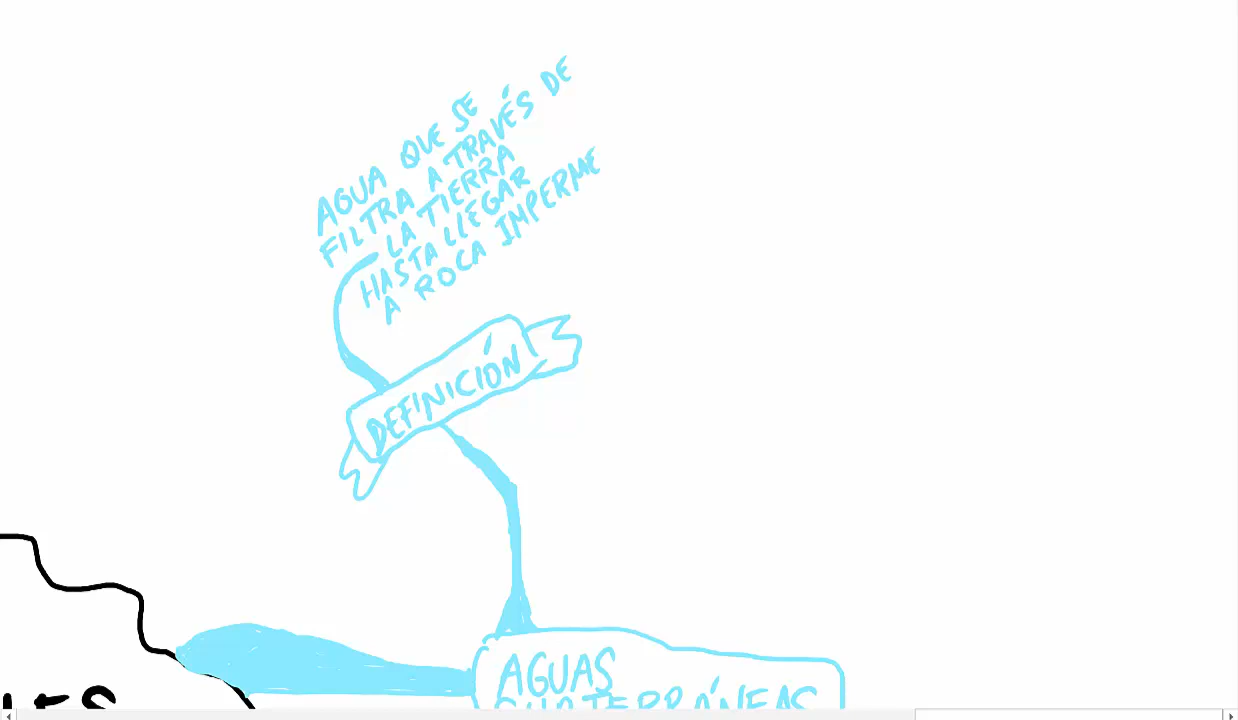 AGUA QUE SE
FILTRA A TRAVÉS DE
LA TIERRA
HASTA LLEGAR
A ROCA IMPERME
DEFINICIÓN
AGUAS